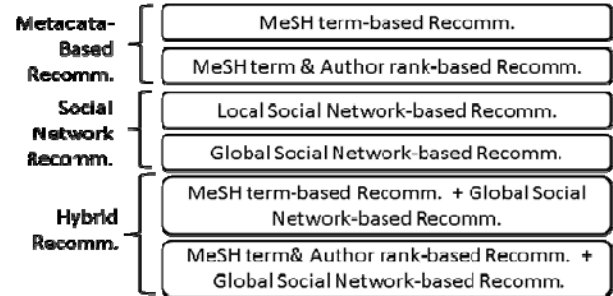 Metacata-
Based
Recomm.
MeSH term-based Recomm.
MeSH term & Author rank-based Recomm.
Social
Network
Recomm.
Local Social Network-based Recomm.
Global Social Network-based Recomm.
Hybrid
Recomm.
MeSH term-based Recomm. + Global Social
Network-based Recomm.
MeSH term& Author rank-based Recomm. +
Global Social Network-based Recomm.